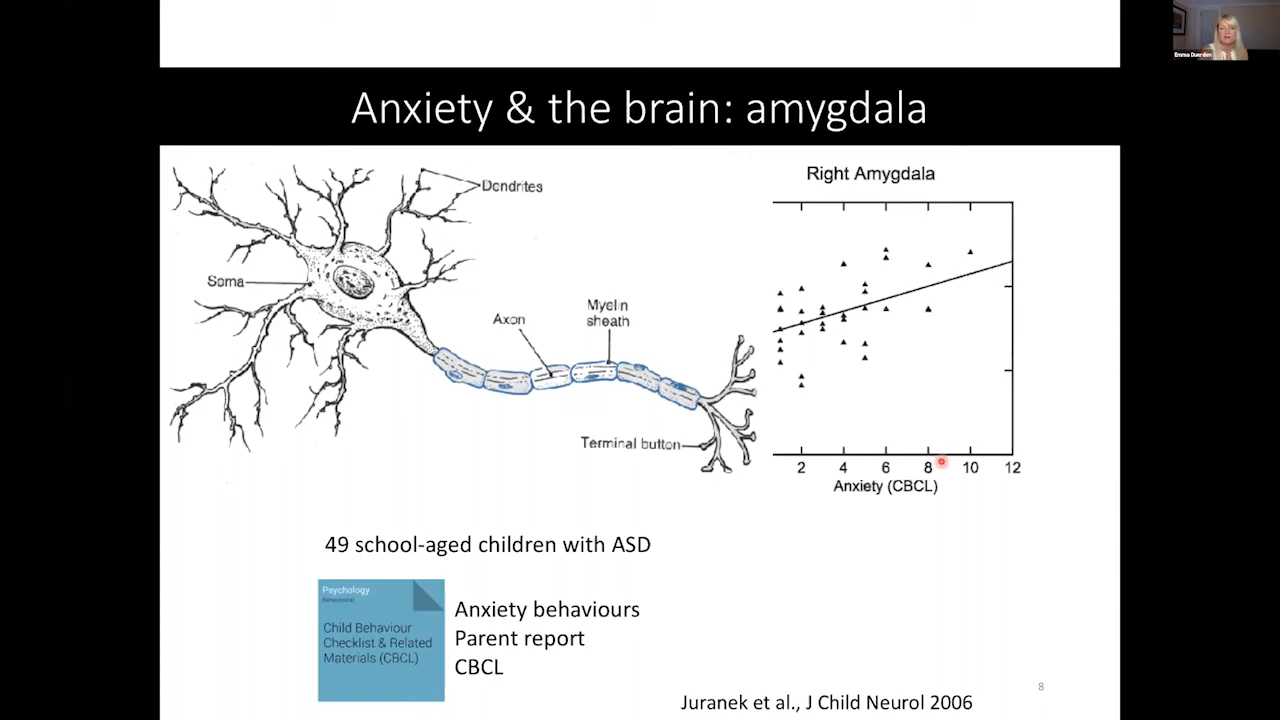 Emma Duerden
Anxiety & the brain: amygdala
Dendrites
Soma
Axon
Myelin
sheath
Terminal button
Right Amygdala
2 4 6 8 10 12
Anxiety (CBCL)
49 school-aged children with ASD
Psychology
Behavioural
Child Behaviour
Checklist & Related
Materials (CBCL)
Anxiety behaviours
Parent report
CBCL
8
Juranek et al., J Child Neurol 2006